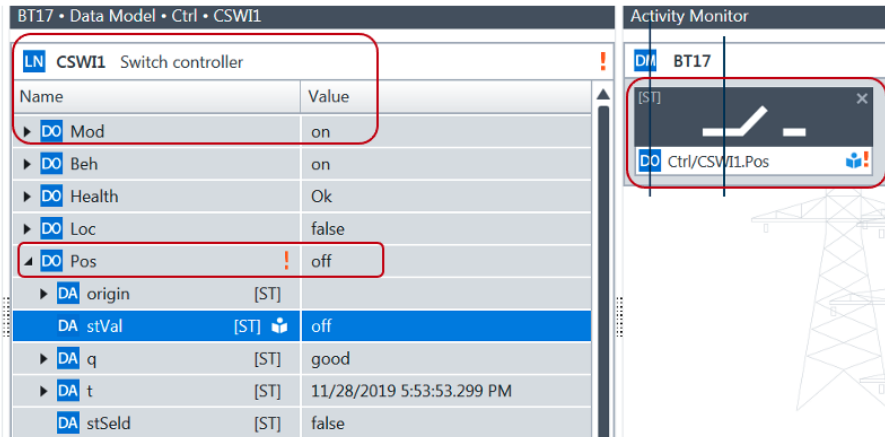 BT17 • Data Model • Ctrl • CSWI1
LN CSWI1 Switch controller !
Name Value
DO Mod on
DO Beh on
DO Health Ok
DO Loc false
DO Pos ! off
DA origin [ST]
DA stVal [ST] off
DA q [ST] good
DA t [ST] 11/28/2019 5:53:53.299 PM
DA stSeld [ST] false
Activity Monitor
DM BT17
[ST]
DO Ctrl/CSWI1.Pos !